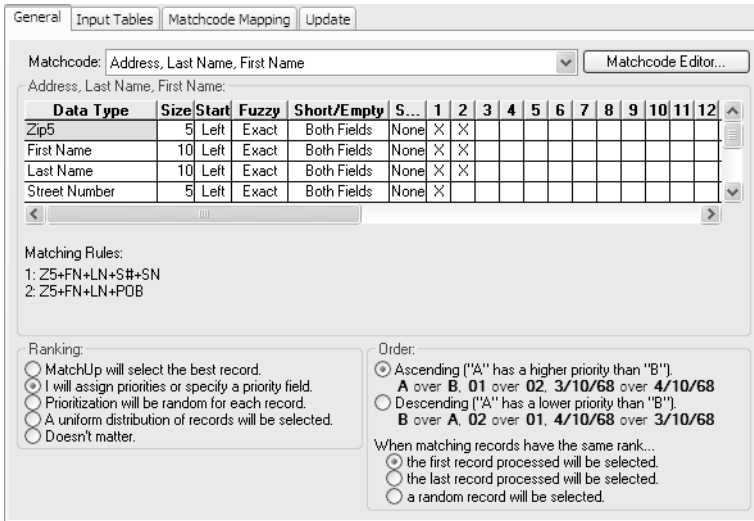 General Input Tables Matchcode Mapping Update
Matchcode: Address, Last Name, First Name Matchcode Editor...
Address, Last Name, First Name:
Data Type Size Start Fuzzy Short/Empty S... 1 2 3 4 5 6 7 8 9 10 11 12
Zip5 5 Left Exact Both Fields None X X
First Name 10 Left Exact Both Fields None X X
Last Name 10 Left Exact Both Fields None X X
Street Number 5 Left Exact Both Fields None X
Matching Rules:
1: Z5+FN+LN+S#+SN
2: Z5+FN+LN+POB
Ranking:
MatchUp will select the best record.
I will assign priorities or specify a priority field.
Prioritization will be random for each record.
A uniform distribution of records will be selected.
Doesn't matter.
Order:
Ascending ("A" has a higher priority than "B").
A over B, 01 over 02, 3/10/68 over 4/10/68
Descending ("A" has a lower priority than "B").
B over A, 02 over 01, 4/10/68 over 3/10/68
When matching records have the same rank...
the first record processed will be selected.
the last record processed will be selected.
a random record will be selected.